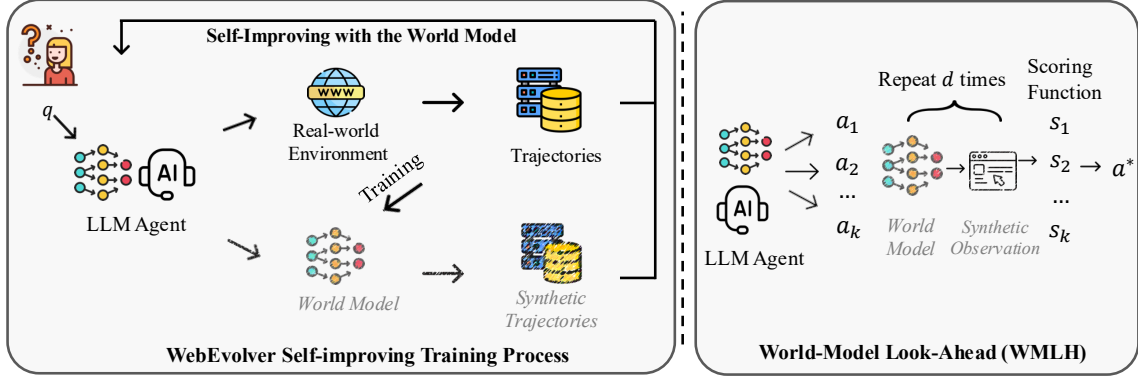 Self-Improving with the World Model
q
WWW
Real-world
Environment
Trajectories
AI
LLM Agent
Training
World Model
Synthetic
Trajectories
WebEvolver Self-improving Training Process
Repeat d times
Scoring
Function
LLM Agent
AI
a₁
a₂
...
aₖ
World
Model
Synthetic
Observation
s₁
s₂
...
sₖ
a*
World-Model Look-Ahead (WMLH)